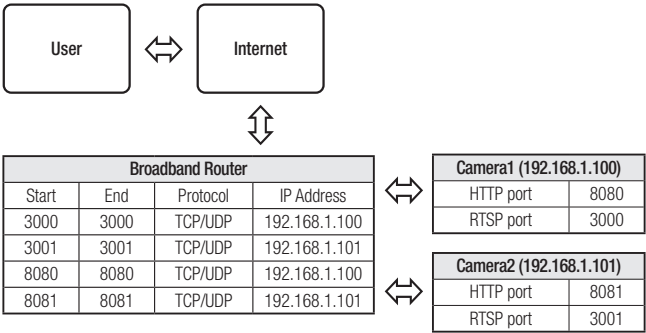 User
Internet
Broadband Router
Start End Protocol IP Address
3000 3000 TCP/UDP 192.168.1.100
3001 3001 TCP/UDP 192.168.1.101
8080 8080 TCP/UDP 192.168.1.100
8081 8081 TCP/UDP 192.168.1.101
Camera1 (192.168.1.100)
HTTP port 8080
RTSP port 3000
Camera2 (192.168.1.101)
HTTP port 8081
RTSP port 3001